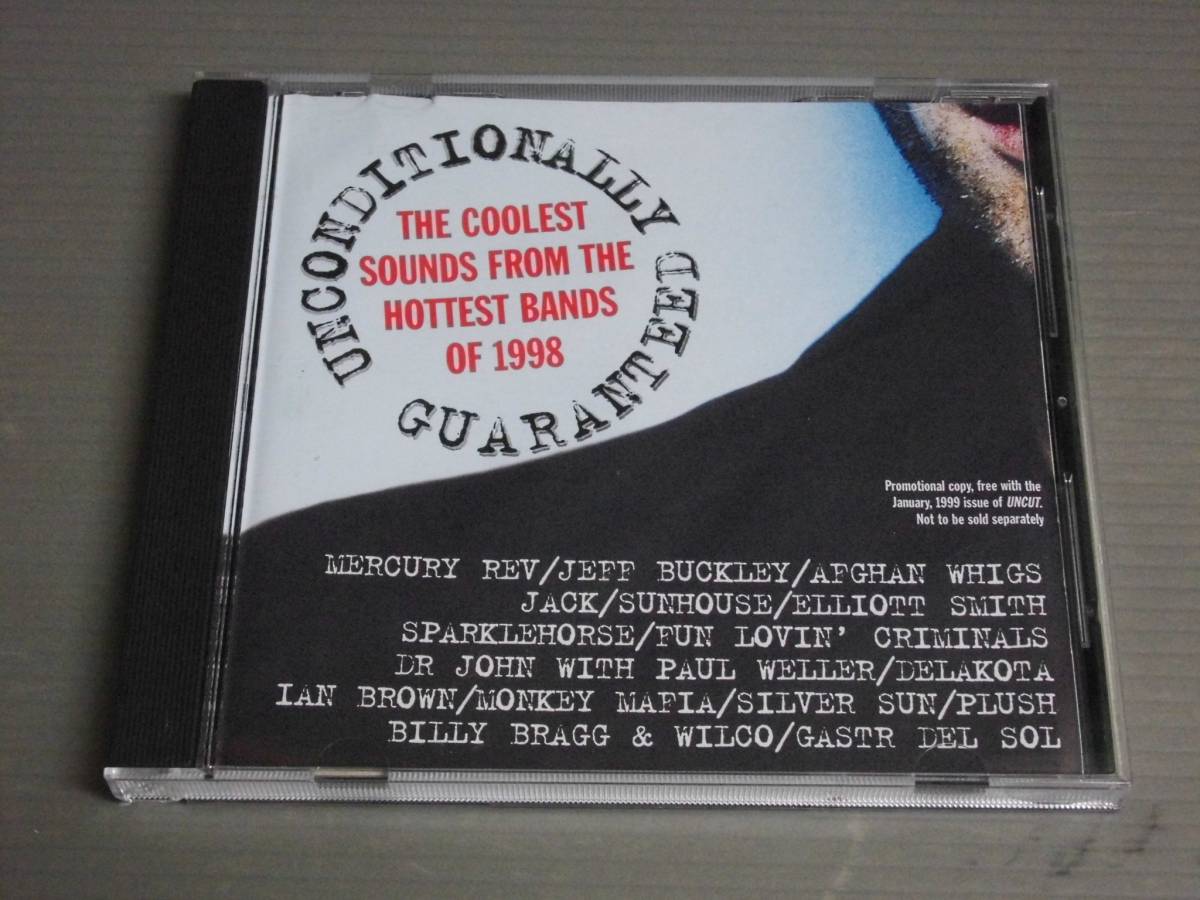 UNCONDITIONALLY
GUARANTEED
THE COOLEST
SOUNDS FROM THE
HOTTEST BANDS
OF 1998
Promotional copy, free with the
January, 1999 issue of UNCUT.
Not to be sold separately
MERCURY REV/JEFF BUCKLEY/AFGHAN WHIGS
JACK/SUNHOUSE/ELLIOTT SMITH
SPARKLEHORSE/FUN LOVIN' CRIMINALS
DR JOHN WITH PAUL WELLER/DELAKOTA
IAN BROWN/MONKEY MAFIA/SILVER SUN/PLUSH
BILLY BRAGG & WILCO/GASTR DEL SOL